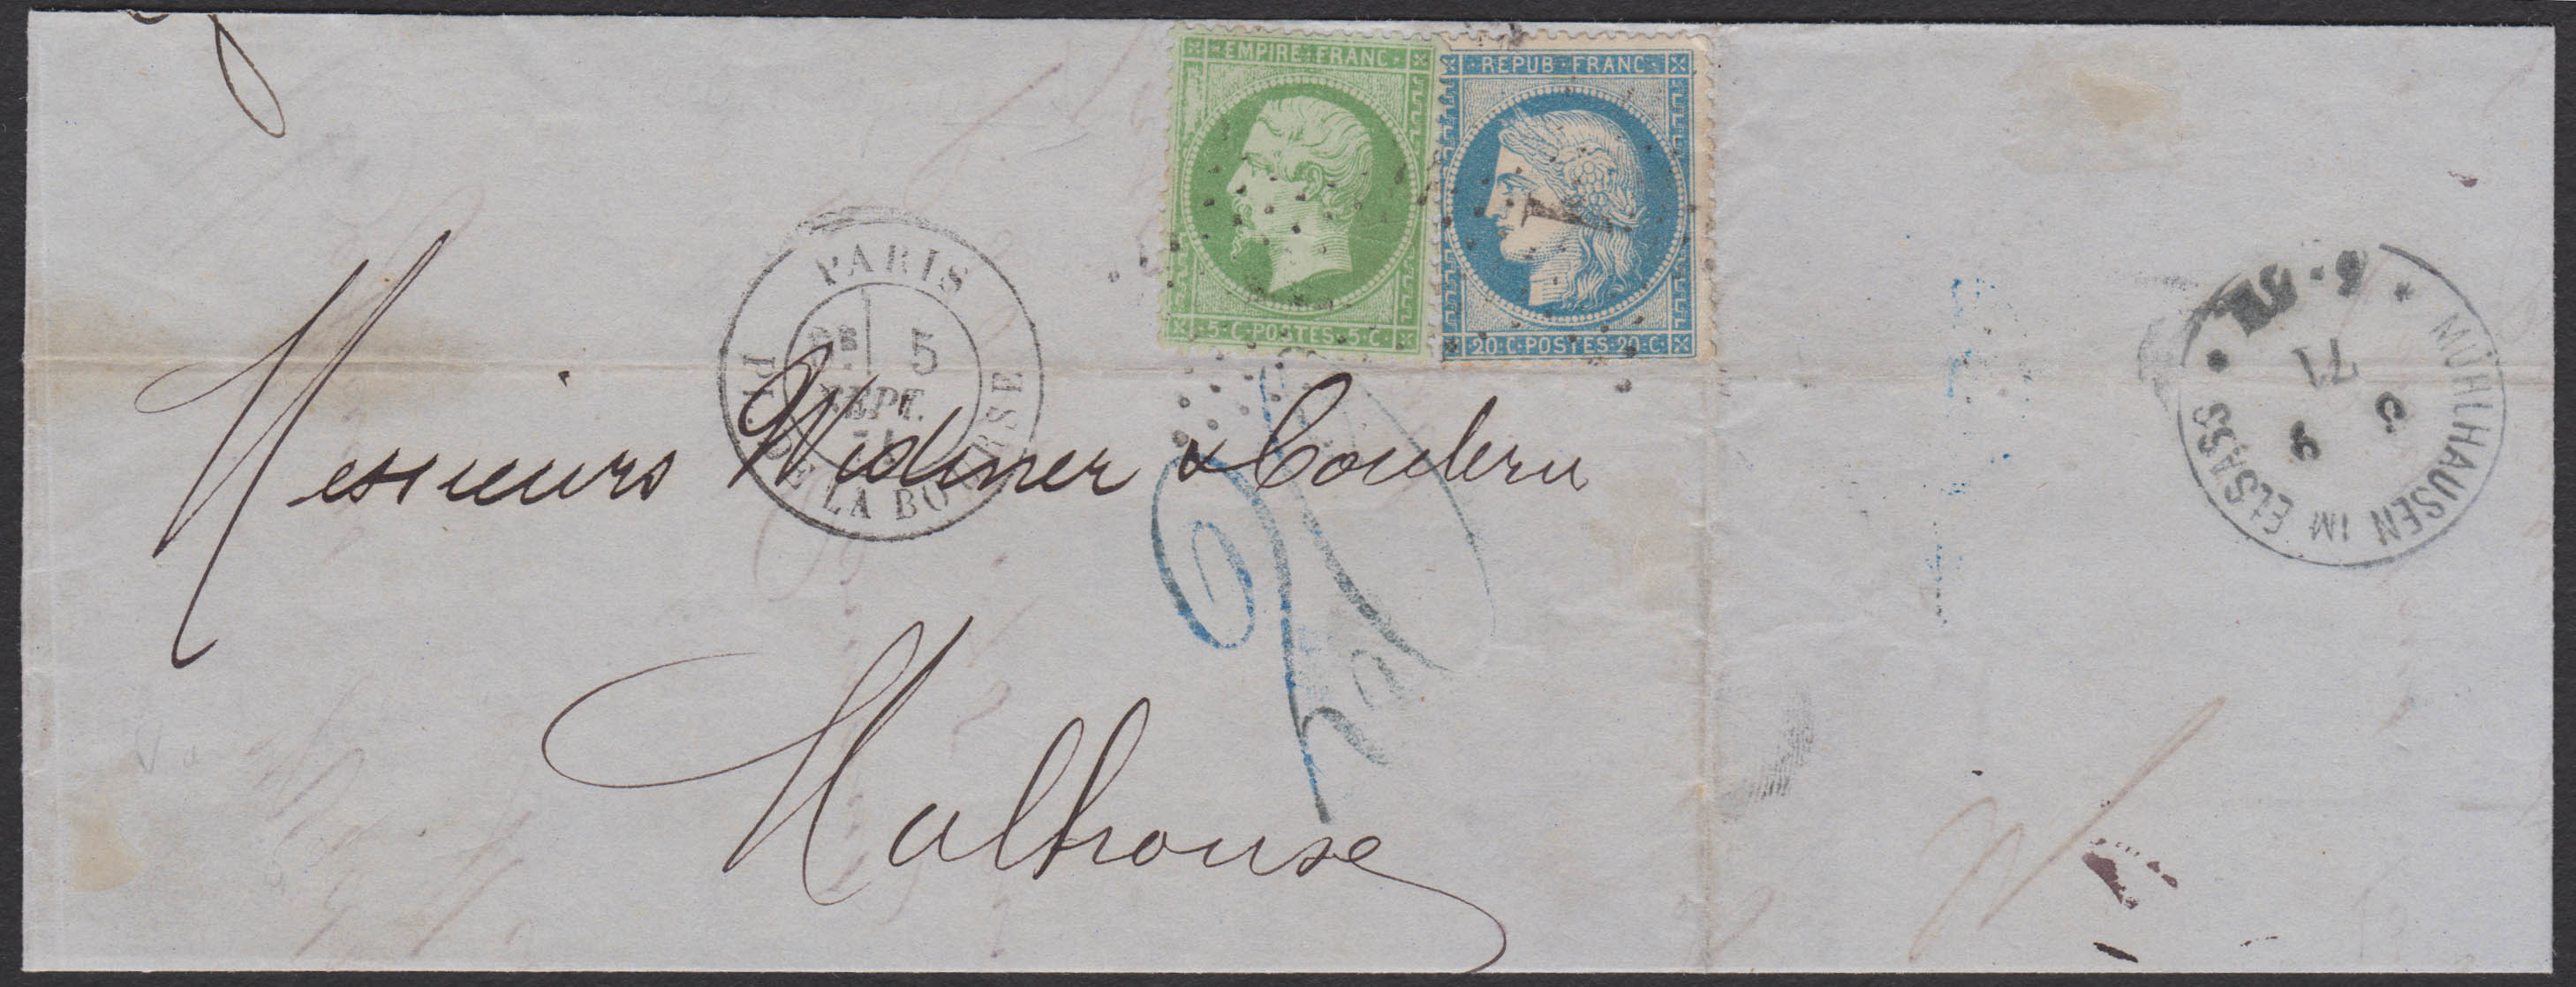 EMPIRE FRANC
5 C POSTES 5 C
REPUB FRANC
20 C POSTES 20 C
1
PARIS
5
SEPT.
PL. DE LA BOURSE
Messieurs Widmer &
Mulhouse
MÜHLHAUSEN IM ELSASS
71